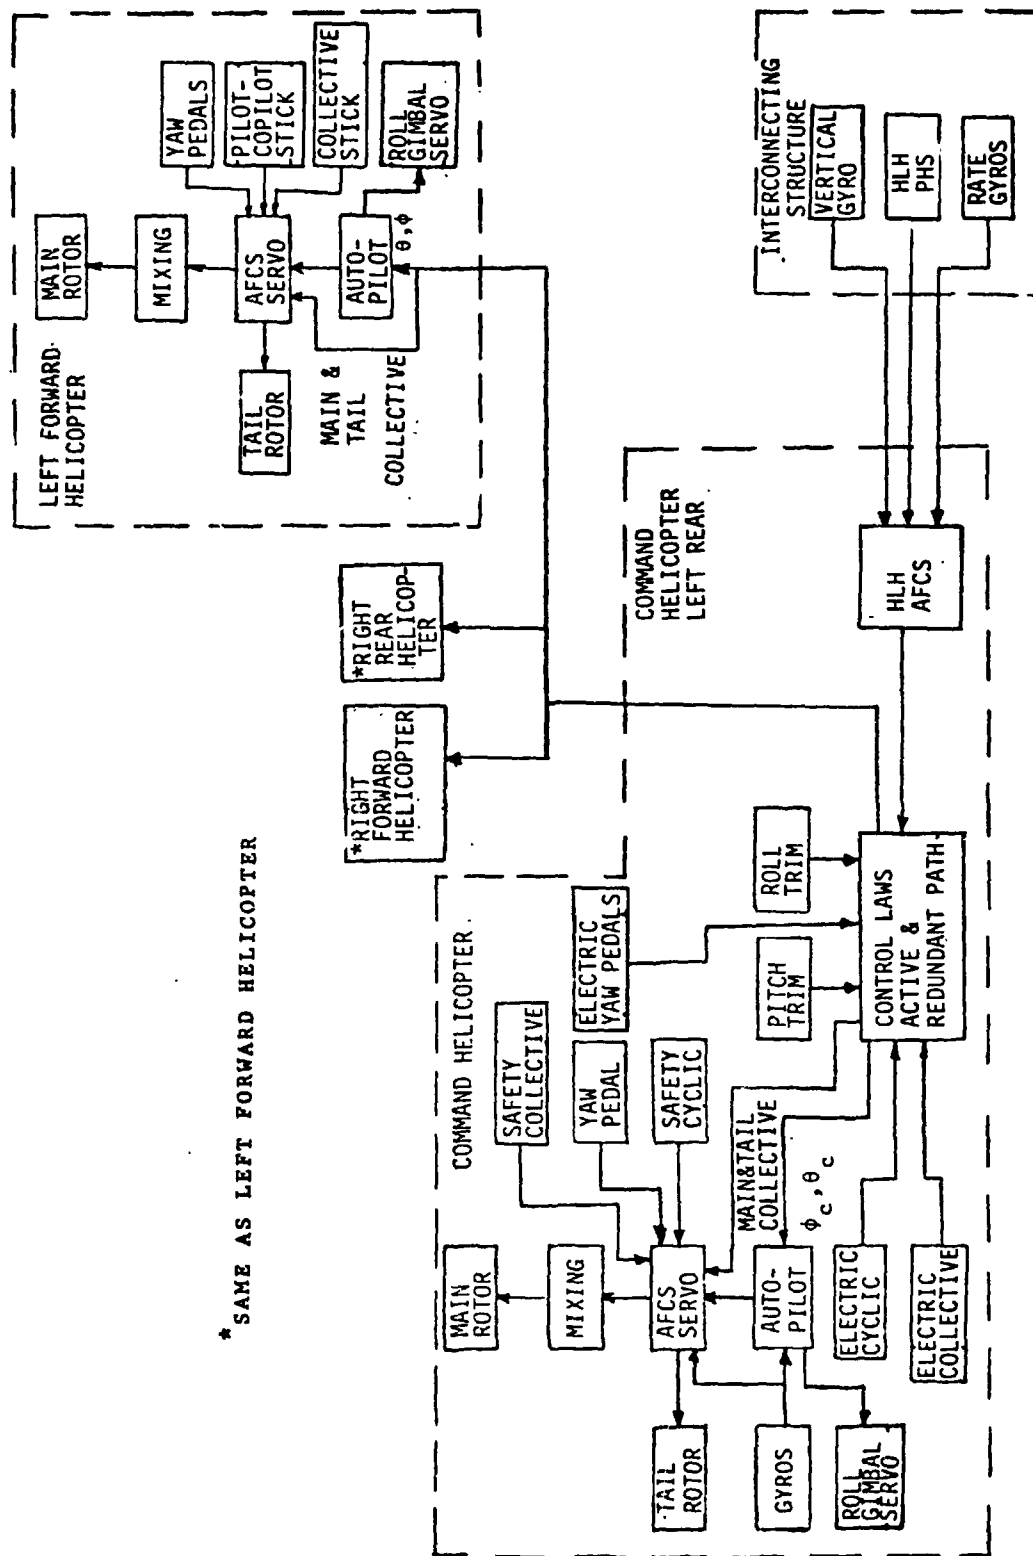 * SAME AS LEFT FORWARD HELICOPTER
LEFT FORWARD
HELICOPTER
MAIN
ROTOR
MIXING
TAIL
ROTOR
AFCS
SERVO
YAW
PEDALS
PILOT-
COPILOT
STICK
COLLECTIVE
STICK
ROLL
GIMBAL
SERVO
AUTO-
PILOT
θ,φ
MAIN &
TAIL
COLLECTIVE
*RIGHT
FORWARD
HELICOPTER
*RIGHT
REAR
HELICOP-
TER
COMMAND HELICOPTER
MAIN
ROTOR
MIXING
SAFETY
COLLECTIVE
YAW
PEDAL
SAFETY
CYCLIC
TAIL
ROTOR
AFCS
SERVO
MAIN&TAIL
COLLECTIVE
GYROS
AUTO-
PILOT
φc,θc
ROLL
GIMBAL
SERVO
ELECTRIC
CYCLIC
ELECTRIC
COLLECTIVE
ELECTRIC
YAW PEDALS
PITCH
TRIM
ROLL
TRIM
CONTROL LAWS
ACTIVE &
REDUNDANT PATH-
COMMAND
HELICOPTER
LEFT REAR
HLH
AFCS
INTERCONNECTING
STRUCTURE
VERTICAL
GYRO
HLH
PHS
RATE
GYROS